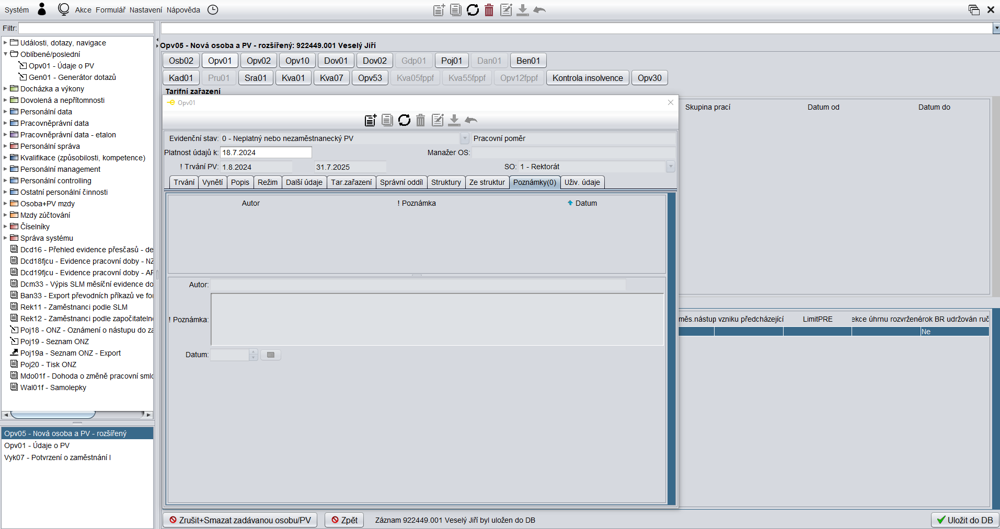 Systém Akce Formulář Nastavení Nápověda
Filtr:
Události, dotazy, navigace
Oblíbené/poslední
Opv01 - Údaje o PV
Gen01 - Generátor dotazů
Docházka a výkony
Dovolená a nepřítomnosti
Personální data
Pracovněprávní data
Pracovněprávní data - etalon
Personální správa
Kvalifikace (způsobilosti, kompetence)
Personální management
Personální controlling
Ostatní personální činnosti
Osoba+PV mzdy
Mzdy zúčtování
Číselníky
Správa systému
Dcd16 - Přehled evidence přesčasů - de
Dcd18fjcu - Evidence pracovní doby - NZ
Dcd19fjcu - Evidence pracovní doby - AF
Dcm33 - Výpis SLM měsíční evidence do
Ban33 - Export převodních příkazů ve for
Rek11 - Zaměstnanci podle SLM
Rek12 - Zaměstnanci podle započitateln
Poj18 - ONZ - Oznámení o nástupu do za
Poj19 - Seznam ONZ
Poj19a - Seznam ONZ - Export
Poj20 - Tisk ONZ
Mdo01f - Dohoda o změně pracovní smlo
Wal01f - Samolepky
Opv05 - Nová osoba a PV - rozšířený
Opv01 - Údaje o PV
Vyk07 - Potvrzení o zaměstnání I
Opv05 - Nová osoba a PV - rozšířený: 922449.001 Veselý Jiří
Osb02 Opv01 Opv02 Opv10 Dov01 Dov02 Gdp01 Poj01 Dan01 Ben01
Kad01 Pru01 Sra01 Kva01 Kva07 Opv53 Kva05fppf Kva55fppf Opv12fppf Kontrola insolvence Opv30
Tarifní zařazení
Skupina prací Datum od Datum do
Opv01
Evidenční stav: 0 - Neplatný nebo nezaměstnanecký PV Pracovní poměr
Platnost údajů k: 18.7.2024 Manažer OS:
! Trvání PV: 1.8.2024 31.7.2025 SO: 1 - Rektorát
Trvání Vynětí Popis Režim Další údaje Tar.zařazení Správní oddíl Struktury Ze struktur Poznámky(0) Uživ. údaje
Autor ! Poznámka Datum
Autor:
! Poznámka:
Datum:
měs.nástup vzniku předcházející LimitPRE ekce úhrnu rozvržené rok BR udržován ruč
Ne
Zrušit+Smazat zadávanou osobu/PV Zpět Záznam 922449.001 Veselý Jiří byl uložen do DB Uložit do DB